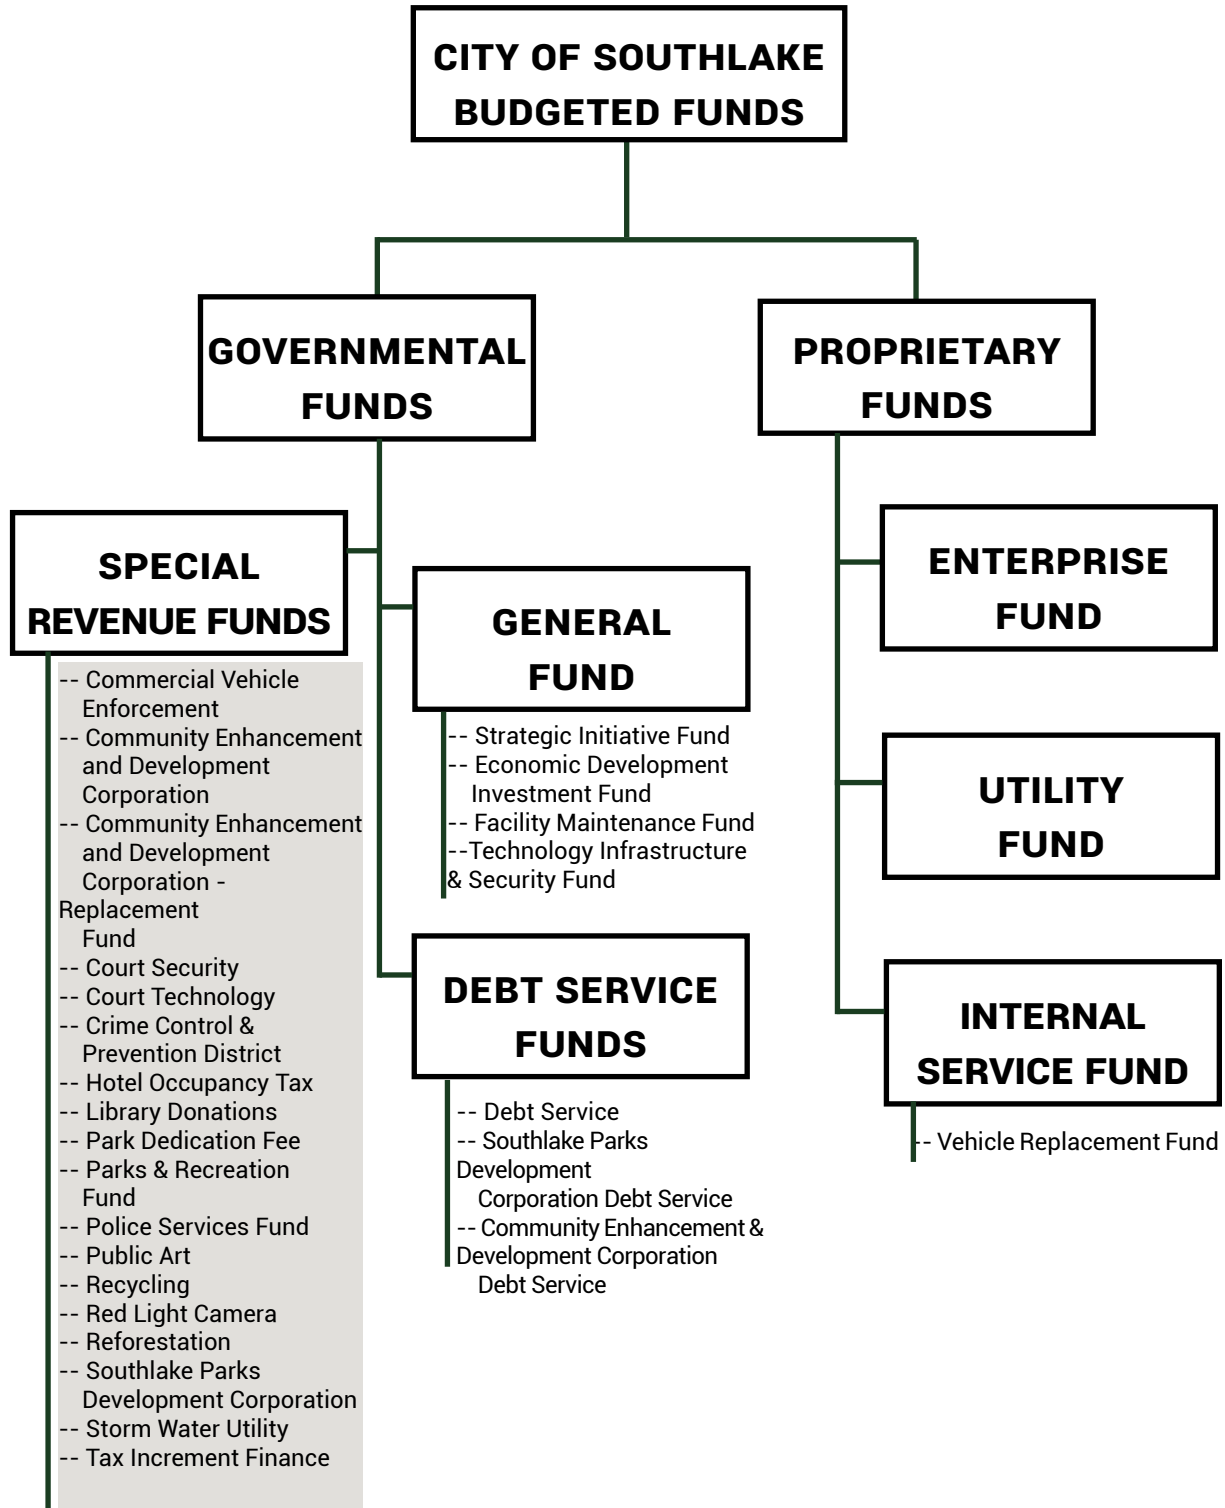 CITY OF SOUTHLAKE
BUDGETED FUNDS
GOVERNMENTAL
FUNDS
PROPRIETARY
FUNDS
SPECIAL
REVENUE FUNDS
-- Commercial Vehicle
Enforcement
-- Community Enhancement
and Development
Corporation
-- Community Enhancement
and Development
Corporation -
Replacement
Fund
-- Court Security
-- Court Technology
-- Crime Control &
Prevention District
-- Hotel Occupancy Tax
-- Library Donations
-- Park Dedication Fee
-- Parks & Recreation
Fund
-- Police Services Fund
-- Public Art
-- Recycling
-- Red Light Camera
-- Reforestation
-- Southlake Parks
Development Corporation
-- Storm Water Utility
-- Tax Increment Finance
GENERAL
FUND
-- Strategic Initiative Fund
-- Economic Development
Investment Fund
-- Facility Maintenance Fund
--Technology Infrastructure
& Security Fund
DEBT SERVICE
FUNDS
-- Debt Service
-- Southlake Parks
Development
Corporation Debt Service
-- Community Enhancement &
Development Corporation
Debt Service
ENTERPRISE
FUND
UTILITY
FUND
INTERNAL
SERVICE FUND
-- Vehicle Replacement Fund